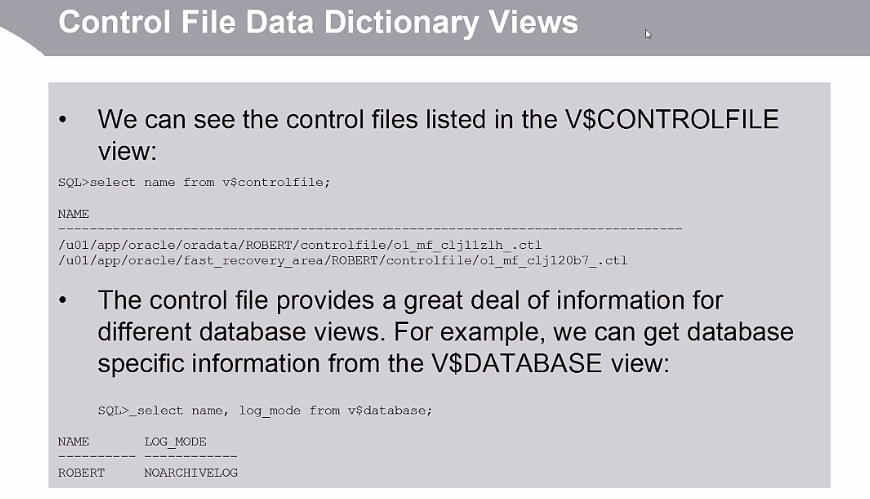 Control File Data Dictionary Views
• We can see the control files listed in the V$CONTROLFILE
view:
SQL>select name from v$controlfile;
NAME
--------------------------------------------------------------------------------
/u01/app/oracle/oradata/ROBERT/controlfile/o1_mf_clj11zlh_.ctl
/u01/app/oracle/fast_recovery_area/ROBERT/controlfile/o1_mf_clj120b7_.ctl
• The control file provides a great deal of information for
different database views. For example, we can get database
specific information from the V$DATABASE view:
SQL>_select name, log_mode from v$database;
NAME LOG_MODE
---------- ------------
ROBERT NOARCHIVELOG